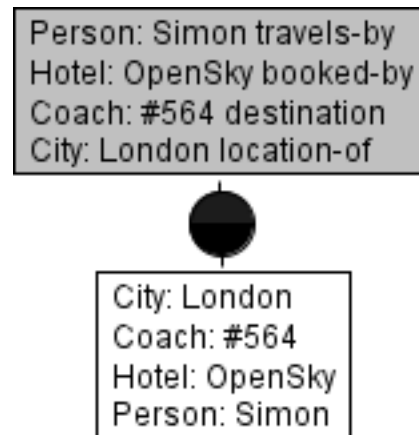 Person: Simon travels-by
Hotel: OpenSky booked-by
Coach: #564 destination
City: London location-of
City: London
Coach: #564
Hotel: OpenSky
Person: Simon